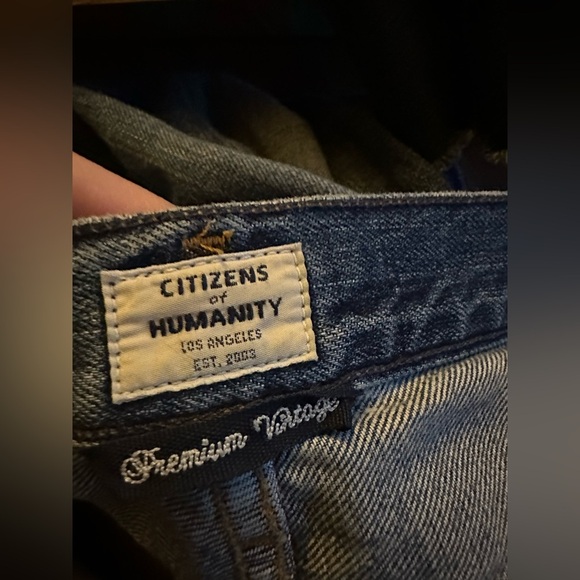 CITIZENS
of
HUMANITY
LOS ANGELES
EST. 2003
Premium Vintage